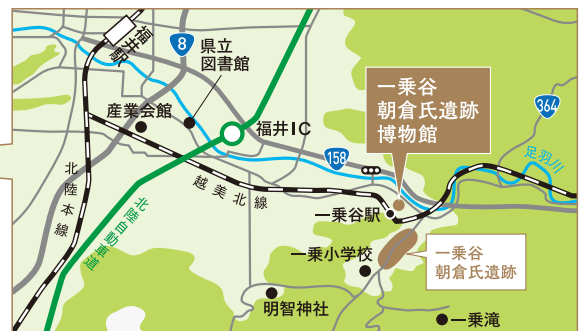 福井駅
8
県立
図書館
産業会館
福井IC
158
一乗谷
朝倉氏遺跡
博物館
364
足羽川
北陸本線
北陸自動車道
越美北線
一乗谷駅
一乗小学校
一乗谷
朝倉氏遺跡
明智神社
一乗滝